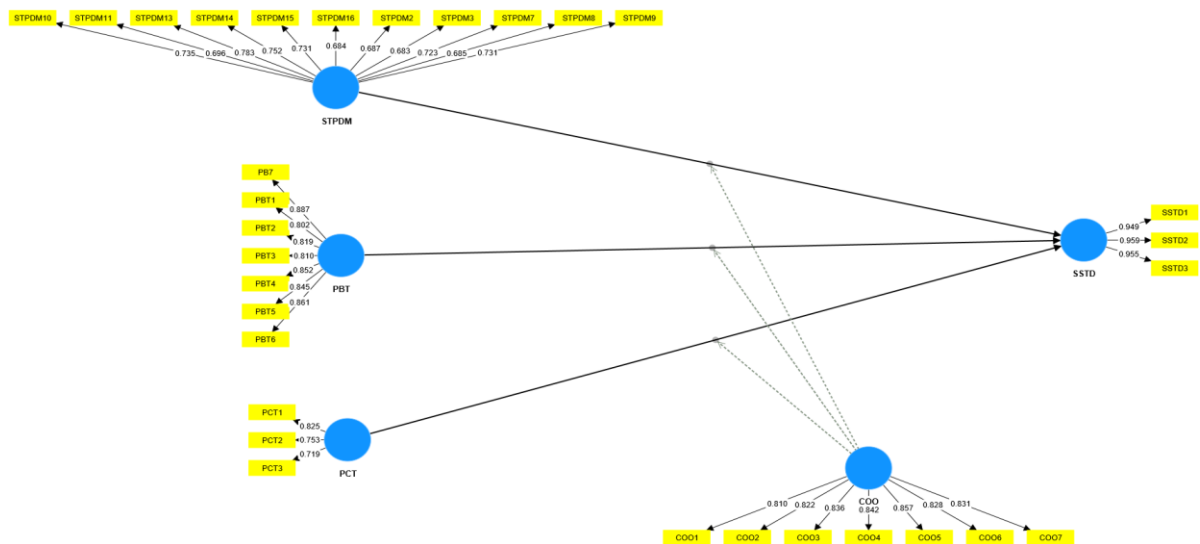 STPDM10 STPDM11 STPDM13 STPDM14 STPDM15 STPDM16 STPDM2 STPDM3 STPDM7 STPDM8 STPDM9
0.735 0.696 0.783 0.752 0.731 0.684 0.687 0.683 0.723 0.685 0.731
STPDM
PB7
PBT1
PBT2
PBT3
PBT4
PBT5
PBT6
0.887
0.802
0.819
0.810
0.852
0.845
0.861
PBT
SSTD1
SSTD2
SSTD3
0.949
0.959
0.955
SSTD
PCT1
PCT2
PCT3
0.825
0.753
0.719
PCT
COO
0.810 0.822 0.836 0.842 0.857 0.828 0.831
COO1 COO2 COO3 COO4 COO5 COO6 COO7